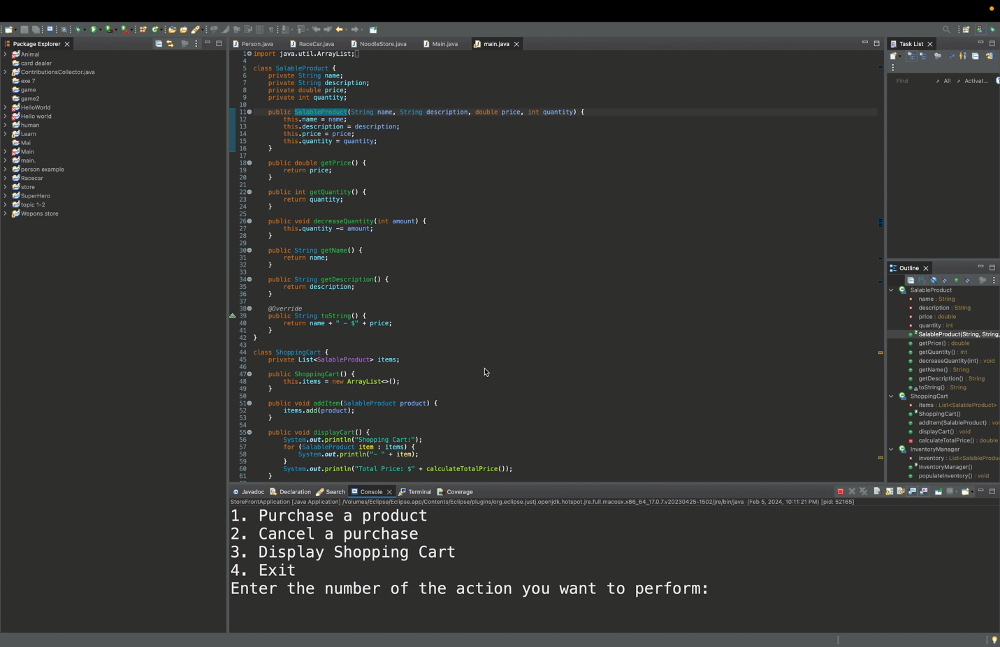 Package Explorer
Animal
card dealer
ContributionsCollector.java
exe 7
game
game2
HelloWorld
Hello world
human
Learn
Mai
Main
main.
person example
Racecar
store
SuperHero
topic 1-2
Wepons store
Person.java
RaceCar.java
NoodleStore.java
Main.java
main.java
1 import java.util.ArrayList;
4
5 class SalableProduct {
6 private String name;
7 private String description;
8 private double price;
9 private int quantity;
10
11 public SalableProduct(String name, String description, double price, int quantity) {
12 this.name = name;
13 this.description = description;
14 this.price = price;
15 this.quantity = quantity;
16 }
17
18 public double getPrice() {
19 return price;
20 }
21
22 public int getQuantity() {
23 return quantity;
24 }
25
26 public void decreaseQuantity(int amount) {
27 this.quantity -= amount;
28 }
29
30 public String getName() {
31 return name;
32 }
33
34 public String getDescription() {
35 return description;
36 }
37
38 @Override
39 public String toString() {
40 return name + " - $" + price;
41 }
42 }
43
44 class ShoppingCart {
45 private List<SalableProduct> items;
46
47 public ShoppingCart() {
48 this.items = new ArrayList<>();
49 }
50
51 public void addItem(SalableProduct product) {
52 items.add(product);
53 }
54
55 public void displayCart() {
56 System.out.println("Shopping Cart:");
57 for (SalableProduct item : items) {
58 System.out.println("- " + item);
59 }
60 System.out.println("Total Price: $" + calculateTotalPrice());
61 }
Task List
Find All Activat...
Outline
SalableProduct
name : String
description : String
price : double
quantity : int
SalableProduct(String, String,
getPrice() : double
getQuantity() : int
decreaseQuantity(int) : void
getName() : String
getDescription() : String
toString() : String
ShoppingCart
items : List<SalableProduct>
ShoppingCart()
addItem(SalableProduct) : voi
displayCart() : void
calculateTotalPrice() : double
InventoryManager
inventory : List<SalableProdu
InventoryManager()
populateInventory() : void
Javadoc
Declaration
Search
Console
Terminal
Coverage
StoreFrontApplication [Java Application] /Volumes/Eclipse/Eclipse.app/Contents/Eclipse/plugins/org.eclipse.justj.openjdk.hotspot.jre.full.macosx.x86_64_17.0.7.v20230425-1502/jre/bin/java (Feb 5, 2024, 10:11:21 PM) [pid: 52165]
1. Purchase a product
2. Cancel a purchase
3. Display Shopping Cart
4. Exit
Enter the number of the action you want to perform: